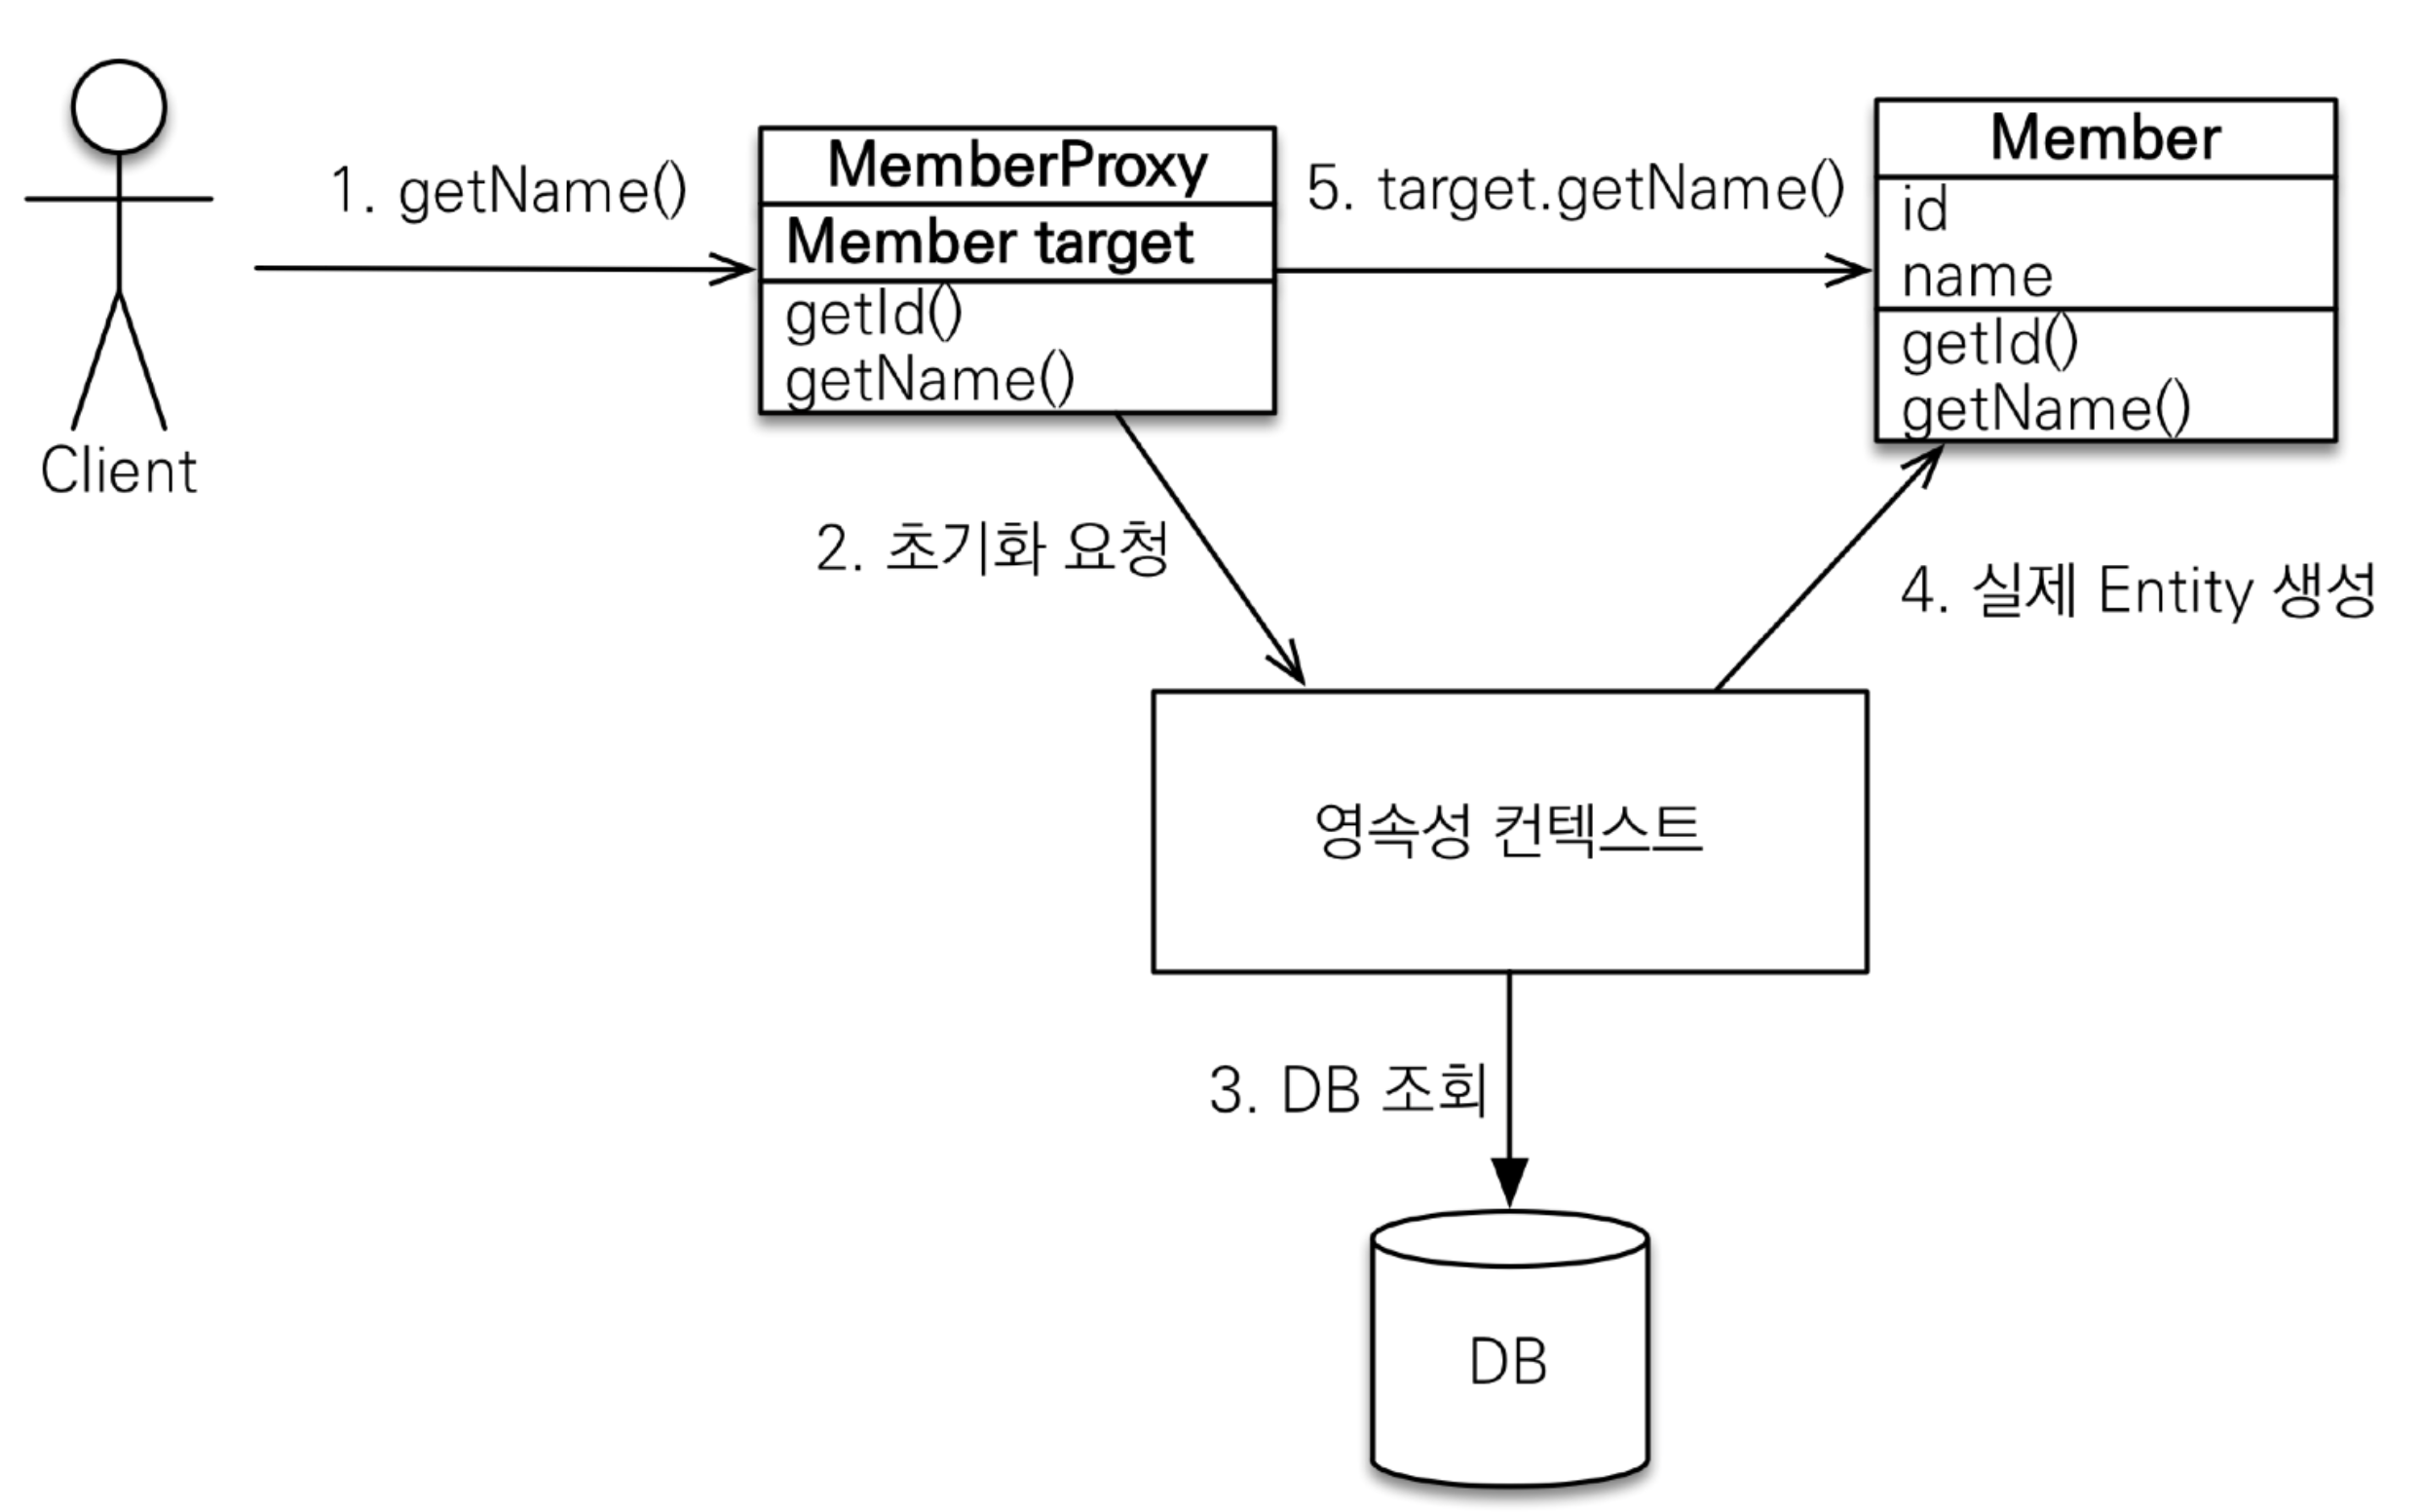 Client
1. getName()
MemberProxy
Member target
getId()
getName()
5. target.getName()
Member
id
name
getId()
getName()
2. 초기화 요청
4. 실제 Entity 생성
영속성 컨텍스트
3. DB 조회
DB